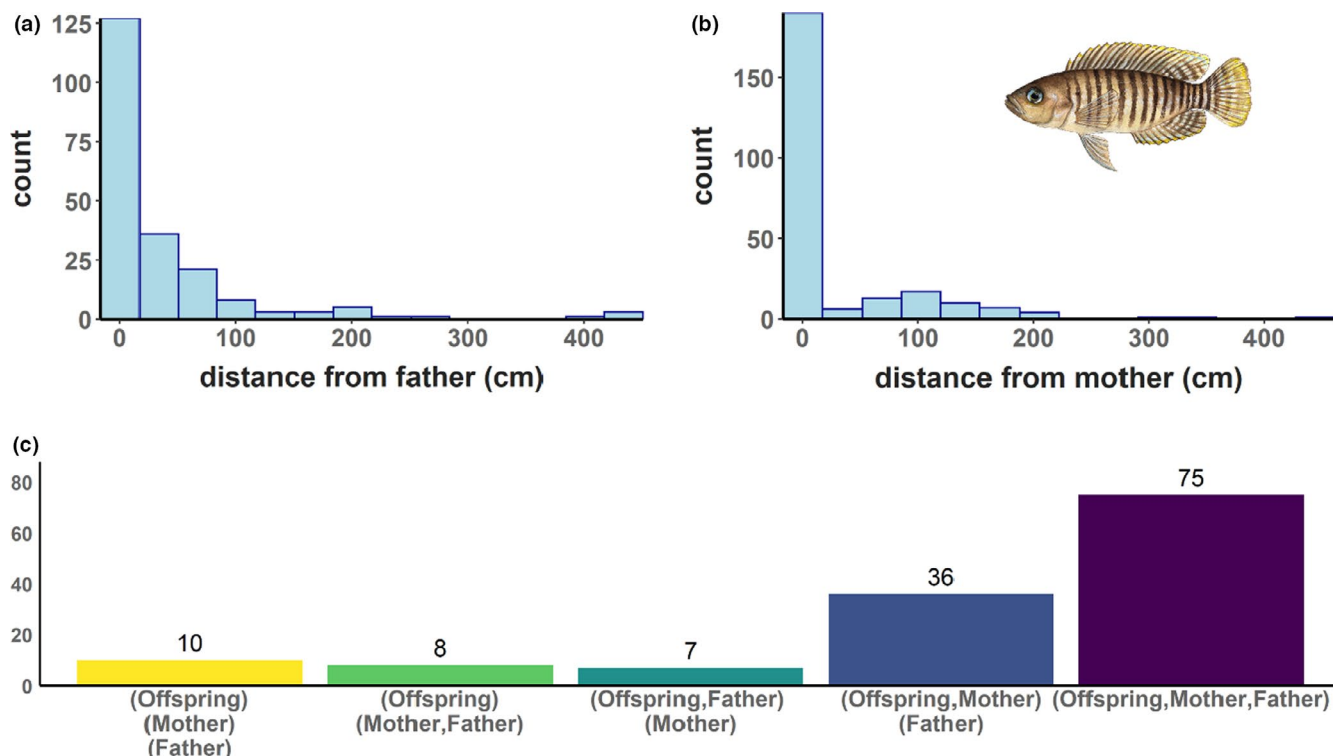 (a)
125
100
75
50
25
0
count
0 100 200 300 400
distance from father (cm)
(b)
150
100
50
0
count
0 100 200 300 400
distance from mother (cm)
(c)
80
60
40
20
0
10
8
7
36
75
(Offspring)
(Mother)
(Father)
(Offspring)
(Mother,Father)
(Offspring,Father)
(Mother)
(Offspring,Mother)
(Father)
(Offspring,Mother,Father)